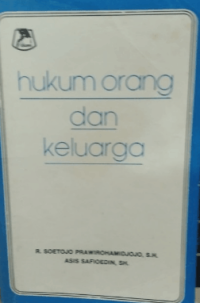 hukum orang
dan
keluarga
R. SOETOJO PRAWIROHAMIDJOJO, S.H.
ASIS SAFIOEDIN, SH.